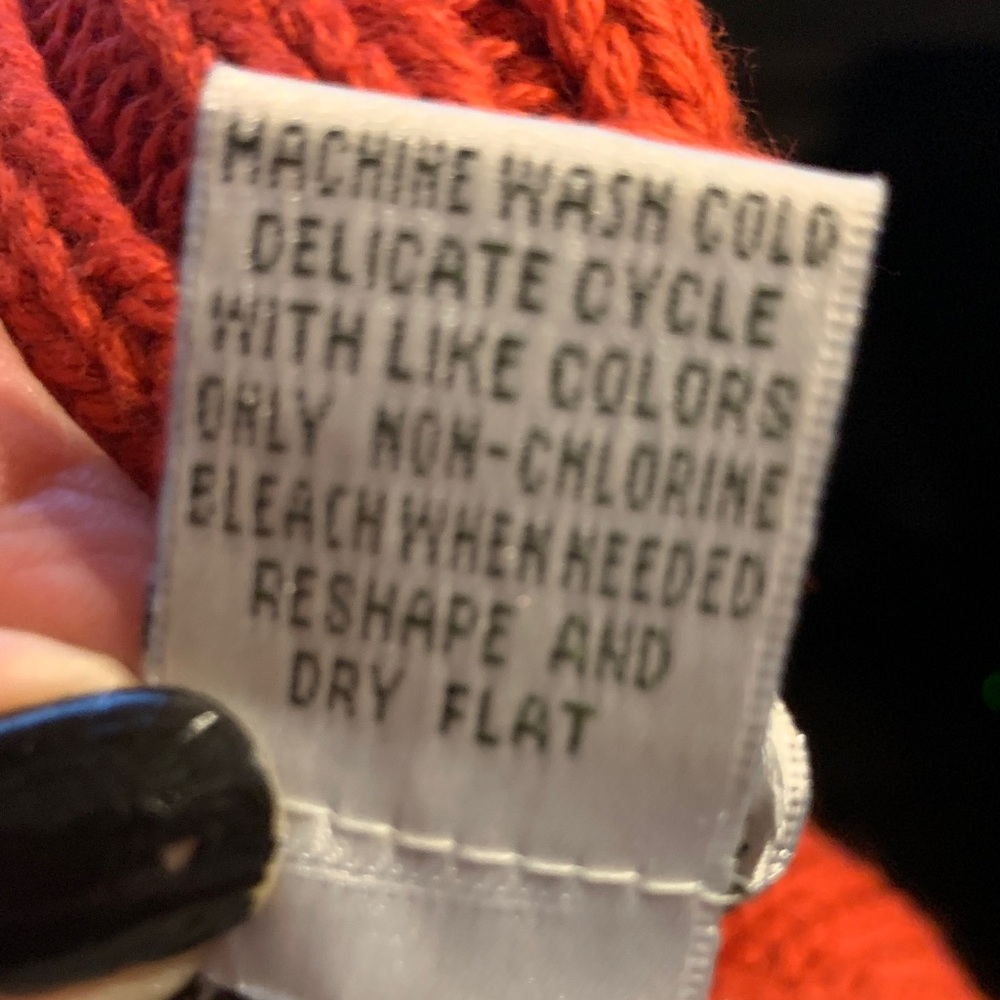 MACHINE WASH COLD
DELICATE CYCLE
WITH LIKE COLORS
ONLY NON-CHLORINE
BLEACH WHEN NEEDED
RESHAPE AND
DRY FLAT